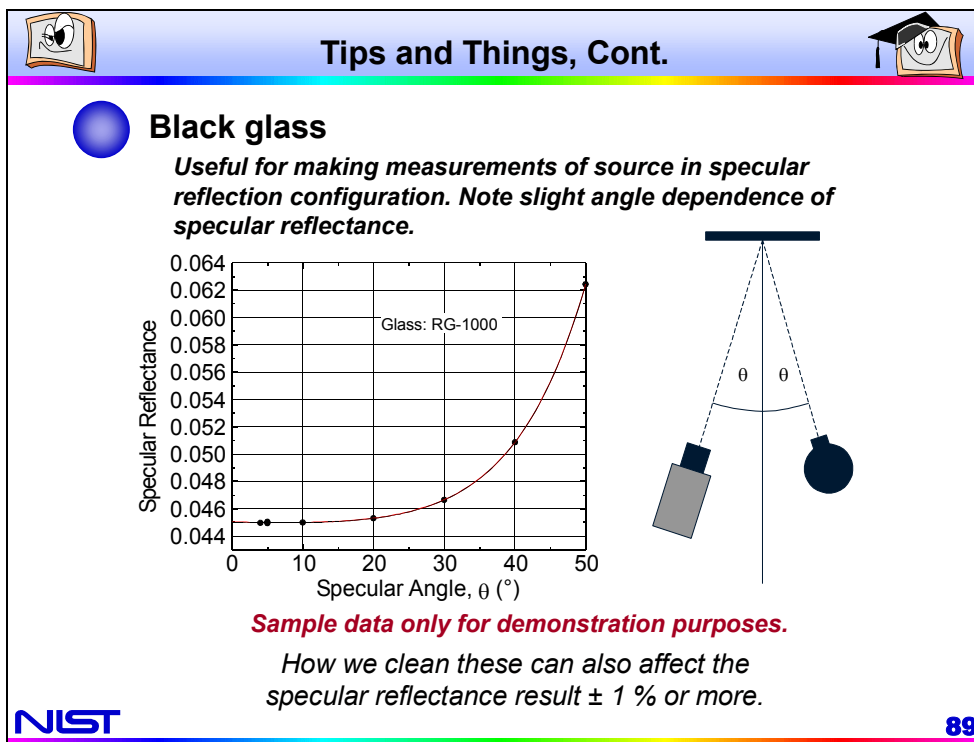 Tips and Things, Cont.
Black glass
Useful for making measurements of source in specular
reflection configuration. Note slight angle dependence of
specular reflectance.
0.064
0.062
0.060
0.058
0.056
0.054
0.052
0.050
0.048
0.046
0.044
Specular Reflectance
Glass: RG-1000
0 10 20 30 40 50
Specular Angle, θ (°)
θ θ
Sample data only for demonstration purposes.
How we clean these can also affect the
specular reflectance result ± 1 % or more.
NIST
89